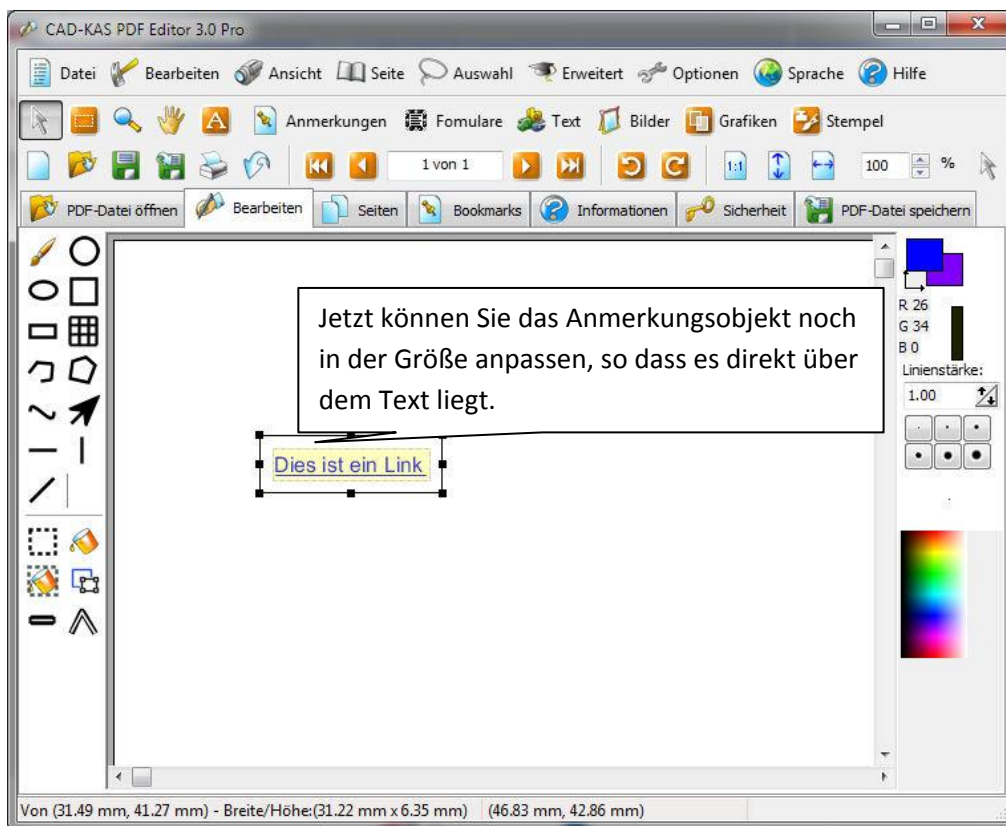 CAD-KAS PDF Editor 3.0 Pro
Datei Bearbeiten Ansicht Seite Auswahl Erweitert Optionen Sprache Hilfe
A Anmerkungen Fomulare Text Bilder Grafiken Stempel
1 von 1 1:1 100 %
PDF-Datei öffnen Bearbeiten Seiten Bookmarks Informationen Sicherheit PDF-Datei speichern
Jetzt können Sie das Anmerkungsobjekt noch
in der Größe anpassen, so dass es direkt über
dem Text liegt.
Dies ist ein Link
R 26
G 34
B 0
Linienstärke:
1.00
Von (31.49 mm, 41.27 mm) - Breite/Höhe:(31.22 mm x 6.35 mm) (46.83 mm, 42.86 mm)